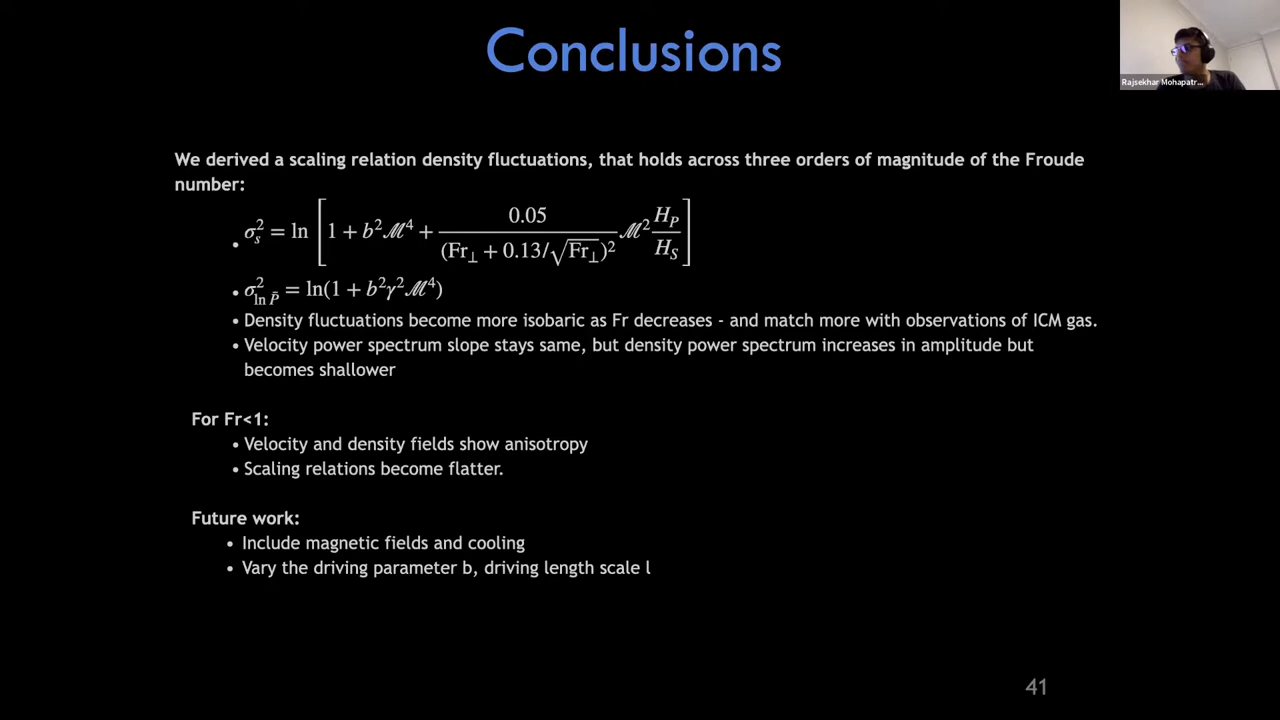 Conclusions
Rajsekhar Mohapatr...
We derived a scaling relation density fluctuations, that holds across three orders of magnitude of the Froude
number:
• σ_s^2 = ln [1 + b^2 ℳ^4 + 0.05 / (Fr_⊥ + 0.13/√Fr_⊥)^2 ℳ^2 H_P / H_S]
• σ^2_{ln P̄} = ln(1 + b^2γ^2ℳ^4)
• Density fluctuations become more isobaric as Fr decreases - and match more with observations of ICM gas.
• Velocity power spectrum slope stays same, but density power spectrum increases in amplitude but
becomes shallower
For Fr<1:
• Velocity and density fields show anisotropy
• Scaling relations become flatter.
Future work:
• Include magnetic fields and cooling
• Vary the driving parameter b, driving length scale l
41